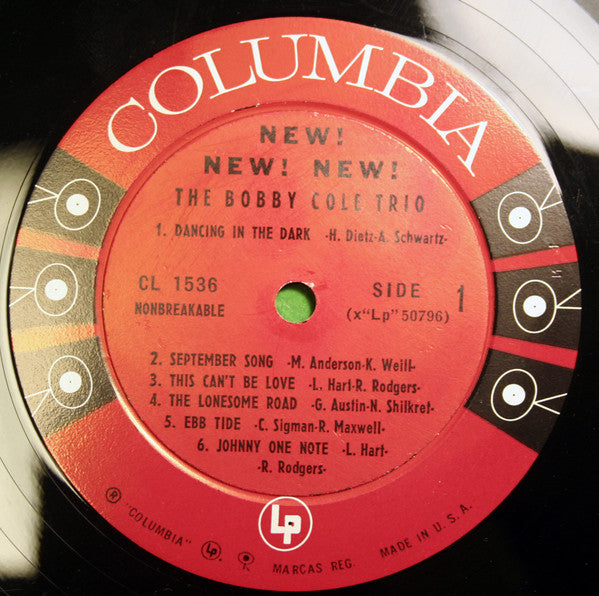 COLUMBIA
NEW!
NEW! NEW!
THE BOBBY COLE TRIO
1. DANCING IN THE DARK -H. Dietz-A. Schwartz-
CL 1536
NONBREAKABLE
SIDE 1
(x"Lp" 50796)
2. SEPTEMBER SONG -M. Anderson-K. Weill-
3. THIS CAN'T BE LOVE -L. Hart-R. Rodgers-
4. THE LONESOME ROAD -G. Austin-N. Shilkret-
5. EBB TIDE -C. Sigman-R. Maxwell-
6. JOHNNY ONE NOTE -L. Hart-
R. Rodgers-
Lp
® "COLUMBIA" Lp MARCAS REG. MADE IN U.S.A.